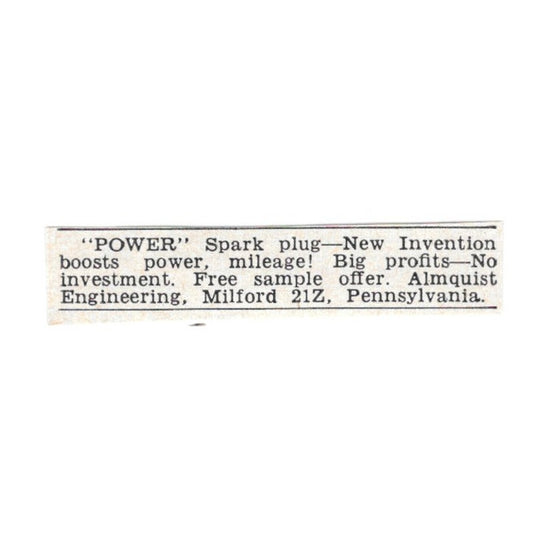 "POWER" Spark plug—New Invention
boosts power, mileage! Big profits—No
investment. Free sample offer. Almquist
Engineering, Milford 21Z, Pennsylvania.